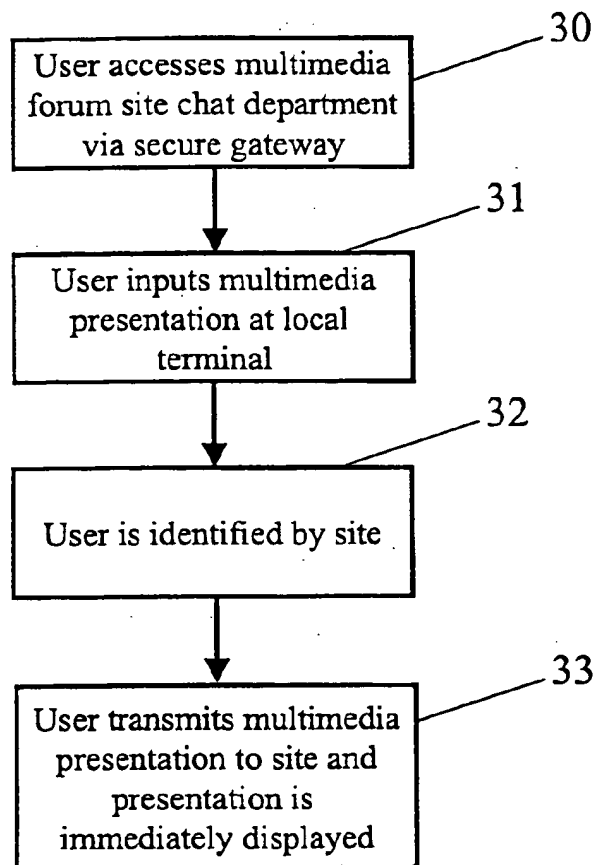 30
User accesses multimedia
forum site chat department
via secure gateway
31
User inputs multimedia
presentation at local
terminal
32
User is identified by site
33
User transmits multimedia
presentation to site and
presentation is
immediately displayed